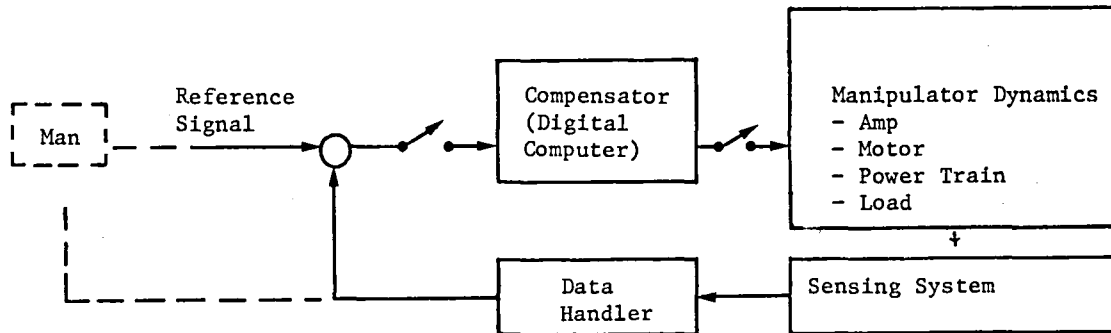 Man
Reference
Signal
Compensator
(Digital
Computer)
Manipulator Dynamics
- Amp
- Motor
- Power Train
- Load
Data
Handler
Sensing System